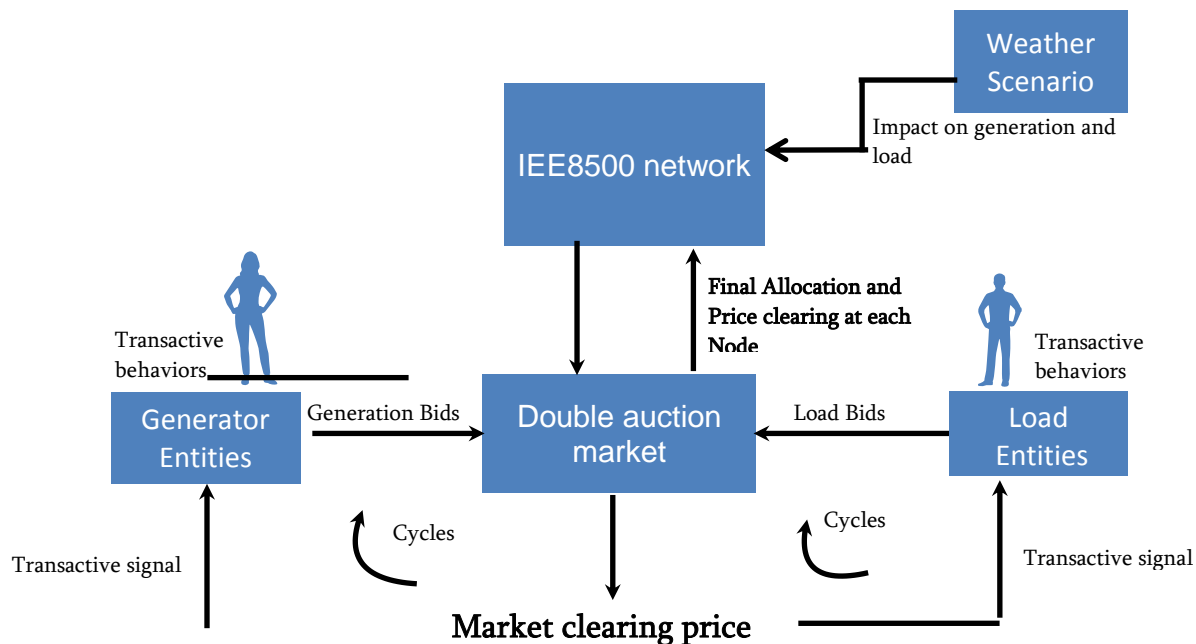 Weather
Scenario
Impact on generation and
load
IEE8500 network
Final Allocation and
Price clearing at each
Node
Transactive
behaviors
Transactive
behaviors
Generator
Entities
Generation Bids
Double auction
market
Load Bids
Load
Entities
Cycles
Cycles
Transactive signal
Transactive signal
Market clearing price